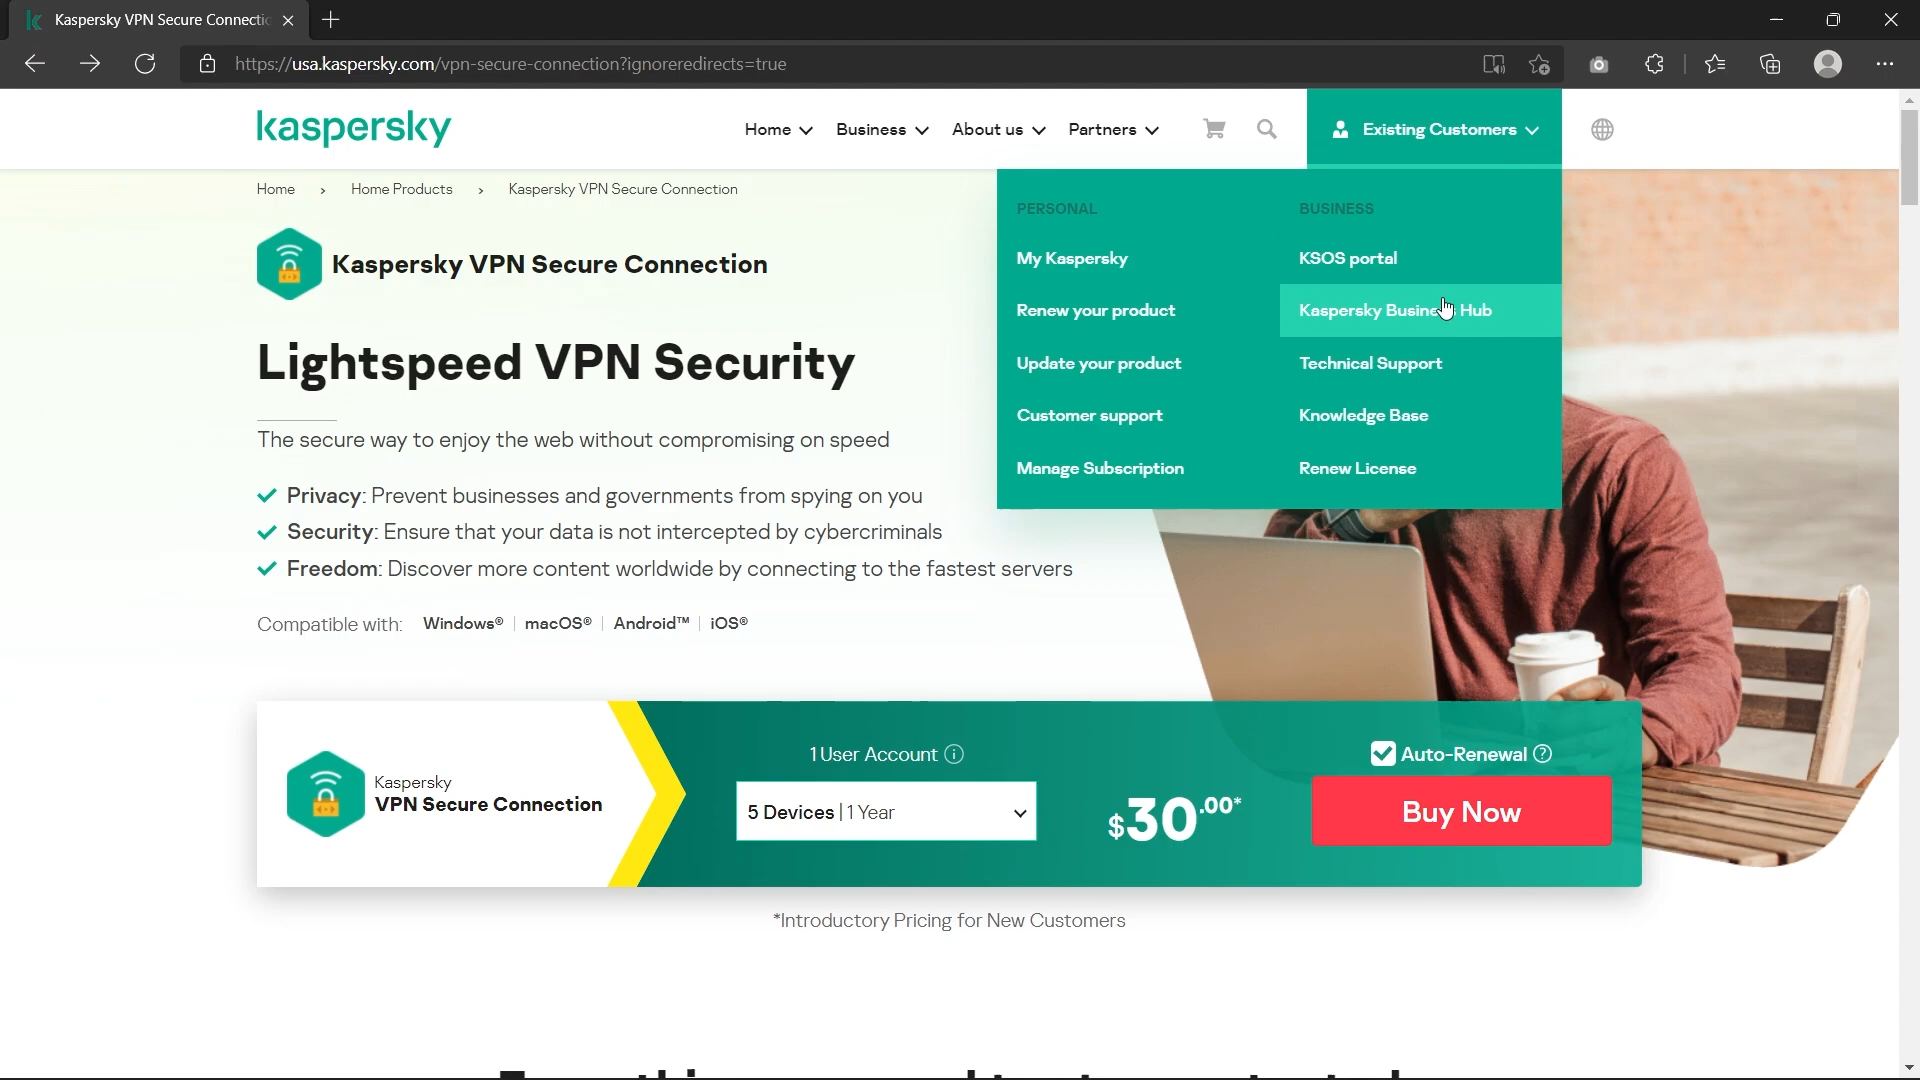 Kaspersky VPN Secure Connectic
https://usa.kaspersky.com/vpn-secure-connection?ignoreredirects=true
kaspersky
Home
Business
About us
Partners
Existing Customers
Home > Home Products > Kaspersky VPN Secure Connection
PERSONAL
BUSINESS
My Kaspersky
KSOS portal
Renew your product
Kaspersky Business Hub
Update your product
Technical Support
Customer support
Knowledge Base
Manage Subscription
Renew License
Kaspersky VPN Secure Connection
Lightspeed VPN Security
The secure way to enjoy the web without compromising on speed
Privacy: Prevent businesses and governments from spying on you
Security: Ensure that your data is not intercepted by cybercriminals
Freedom: Discover more content worldwide by connecting to the fastest servers
Compatible with: Windows® | macOS® | Android™ | iOS®
Kaspersky
VPN Secure Connection
1 User Account
5 Devices | 1 Year
$30.00*
Auto-Renewal
Buy Now
*Introductory Pricing for New Customers